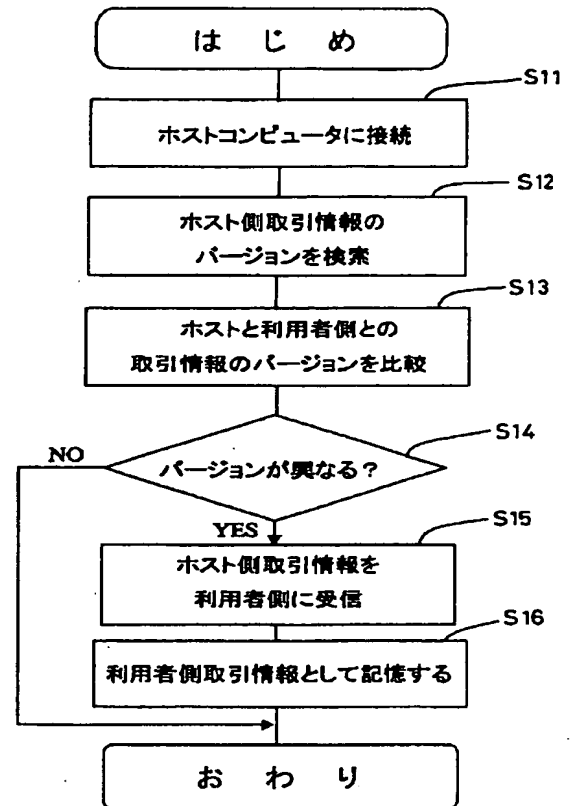 はじめ
S11
ホストコンピュータに接続
S12
ホスト側取引情報の
バージョンを検索
S13
ホストと利用者側との
取引情報のバージョンを比較
S14
バージョンが異なる?
NO
YES
S15
ホスト側取引情報を
利用者側に受信
S16
利用者側取引情報として記憶する
おわり